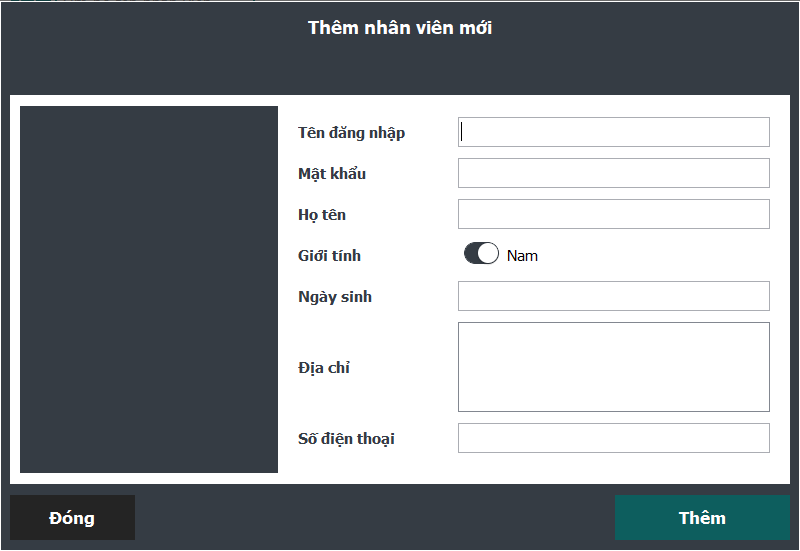 Thêm nhân viên mới
Tên đăng nhập
Mật khẩu
Họ tên
Giới tính Nam
Ngày sinh
Địa chỉ
Số điện thoại
Đóng Thêm